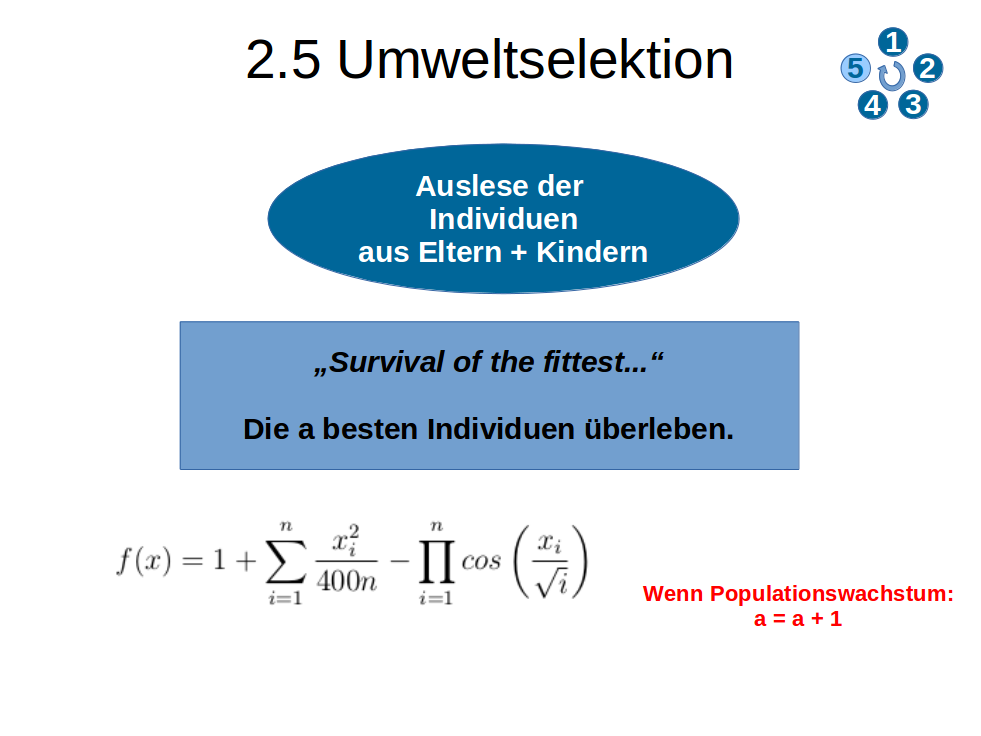 2.5 Umweltselektion
1
5
2
4
3
Auslese der
Individuen
aus Eltern + Kindern
„Survival of the fittest...“
Die a besten Individuen überleben.
f(x) = 1 + \sum_{i=1}^{n} \frac{x_i^2}{400n} - \prod_{i=1}^{n} cos\left(\frac{x_i}{\sqrt{i}}\right)
Wenn Populationswachstum:
a = a + 1